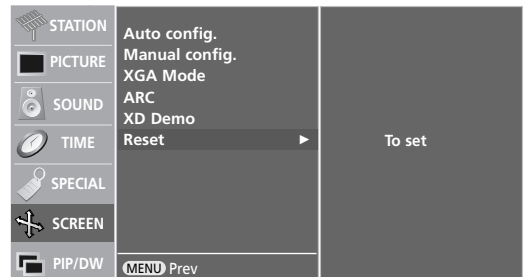 STATION
PICTURE
SOUND
TIME
SPECIAL
SCREEN
PIP/DW
Auto config.
Manual config.
XGA Mode
ARC
XD Demo
Reset ►
MENU Prev
To set